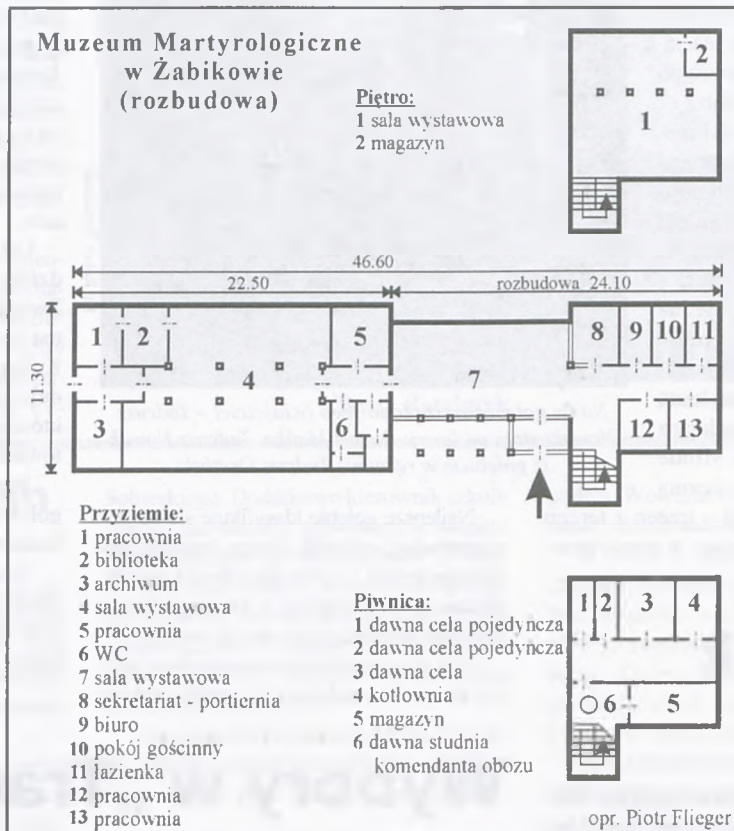 Muzeum Martyrologiczne
w Żabikowie
(rozbudowa)
Piętro:
1 sala wystawowa
2 magazyn
2
1
46.60
22.50
rozbudowa 24.10
11.30
1
2
5
8
9
10
11
4
7
3
6
12
13
Przyziemie:
1 pracownia
2 biblioteka
3 archiwum
4 sala wystawowa
5 pracownia
6 WC
7 sala wystawowa
8 sekretariat - portiernia
9 biuro
10 pokój gościnny
11 łazienka
12 pracownia
13 pracownia
Piwnica:
1 dawna cela pojedyńcza
2 dawna cela pojedyńcza
3 dawna cela
4 kotłownia
5 magazyn
6 dawna studnia
komendanta obozu
1
2
3
4
6
5
opr. Piotr Flieger